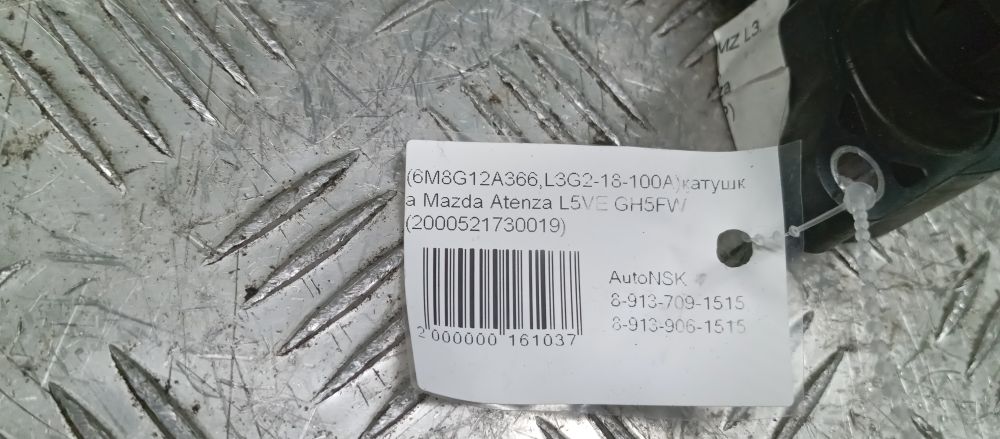 (6M8G12A366,L3G2-18-100A)катушк
а Mazda Atenza L5VE GH5FW
(2000521730019)
AutoNSK
8-913-709-1515
8-913-906-1515
2 000000 161037
MZ L3.